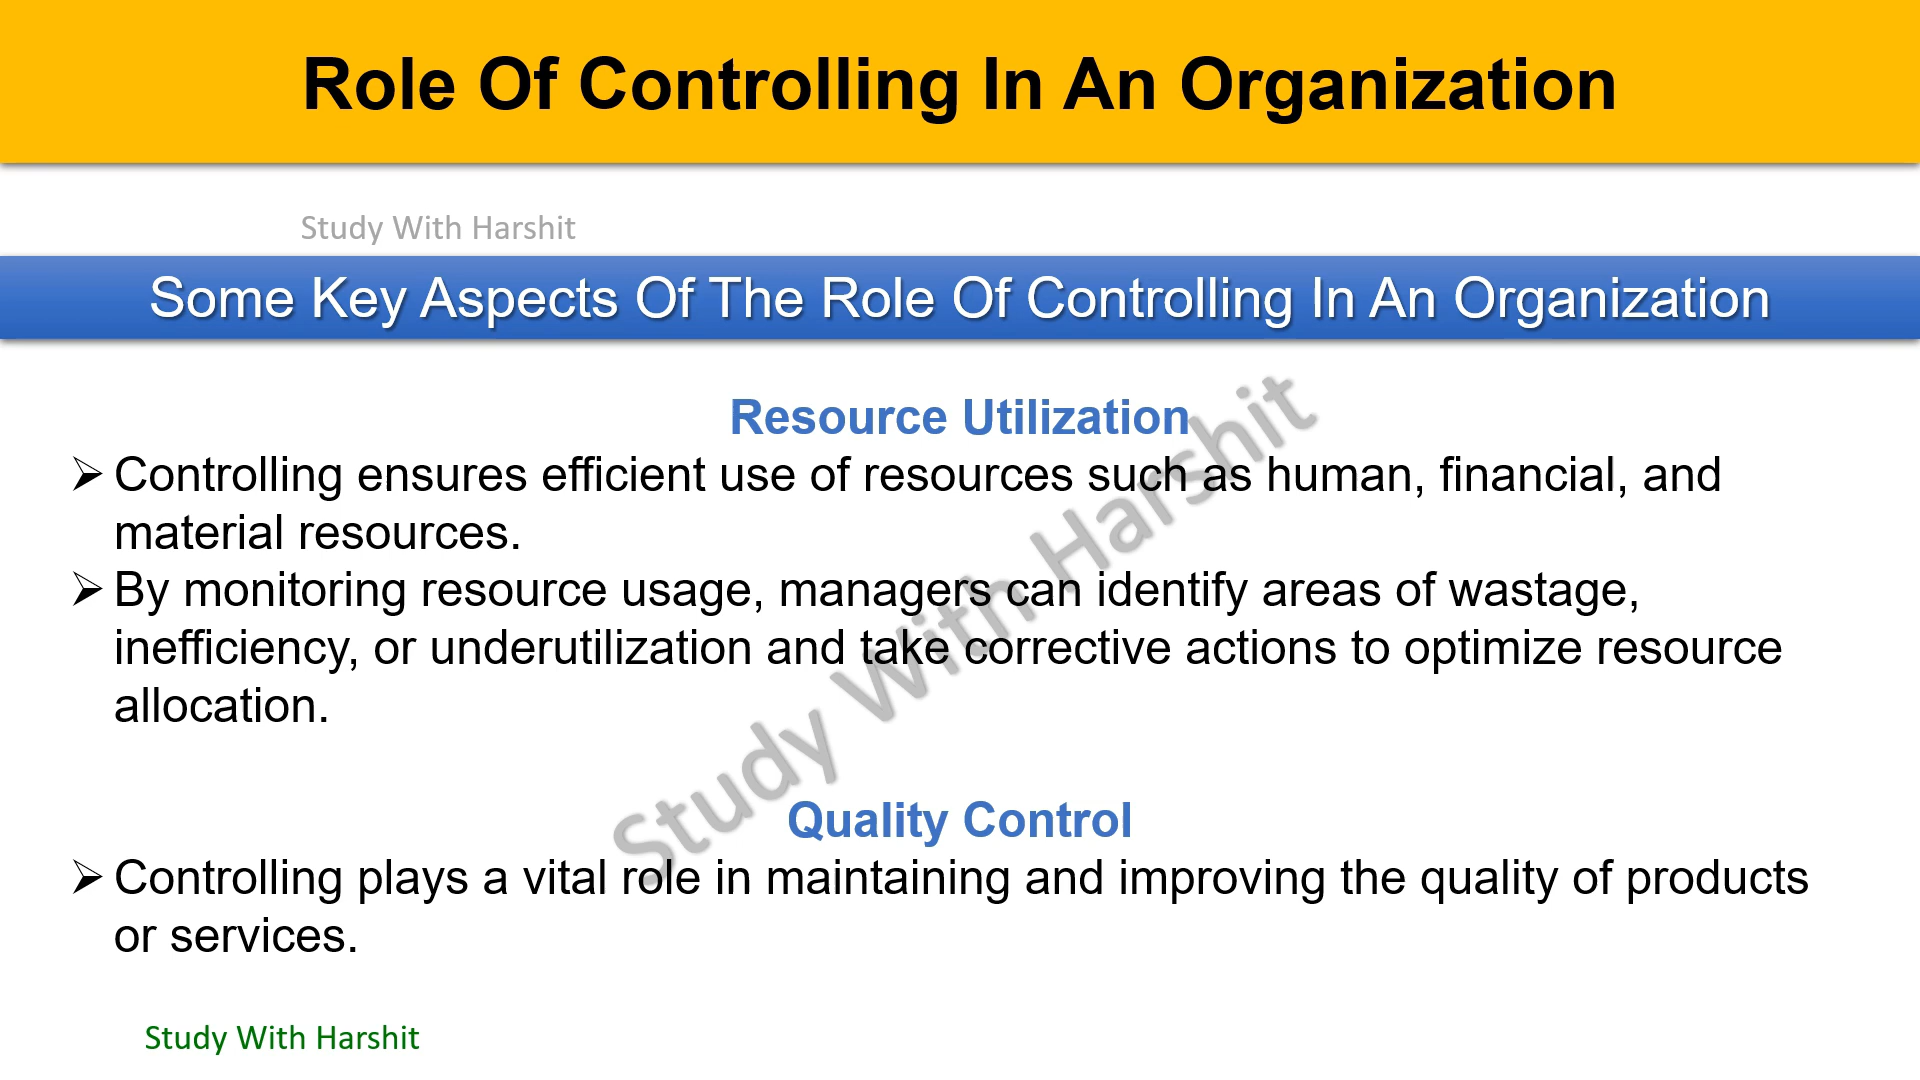 Role Of Controlling In An Organization
Study With Harshit
Some Key Aspects Of The Role Of Controlling In An Organization
Resource Utilization
➢ Controlling ensures efficient use of resources such as human, financial, and
material resources.
➢ By monitoring resource usage, managers can identify areas of wastage,
inefficiency, or underutilization and take corrective actions to optimize resource
allocation.
Study With Harshit
Quality Control
➢ Controlling plays a vital role in maintaining and improving the quality of products
or services.
Study With Harshit